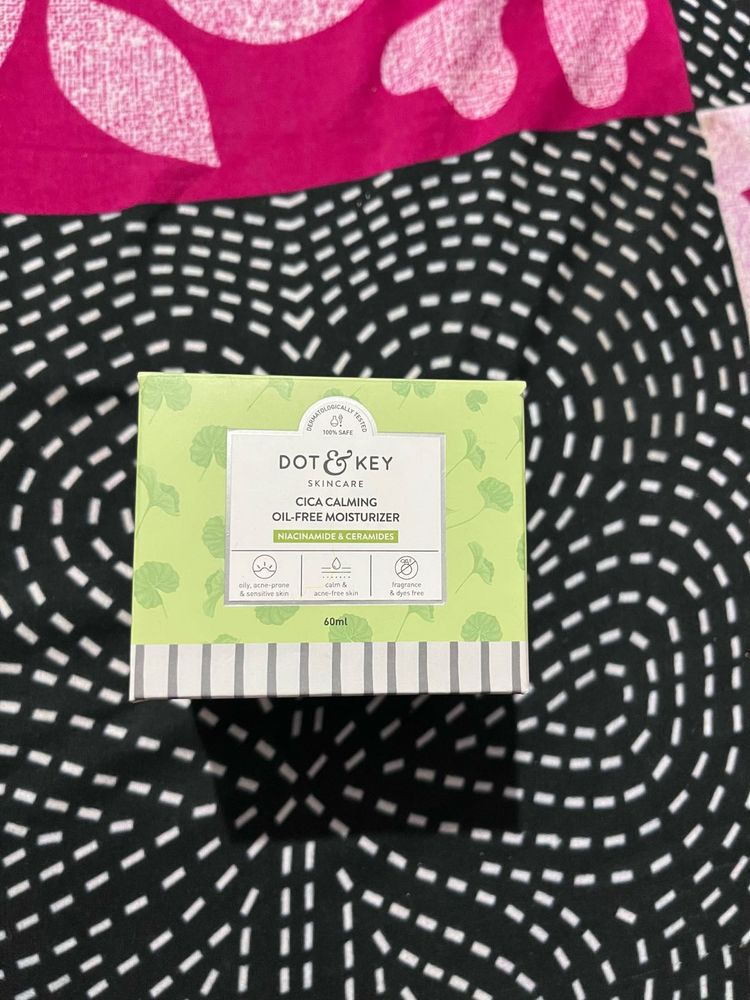 DERMATOLOGICALLY TESTED
100% SAFE
DOT & KEY
SKINCARE
CICA CALMING
OIL-FREE MOISTURIZER
NIACINAMIDE & CERAMIDES
oily, acne-prone
& sensitive skin
calm &
acne-free skin
fragrance
& dyes free
60ml